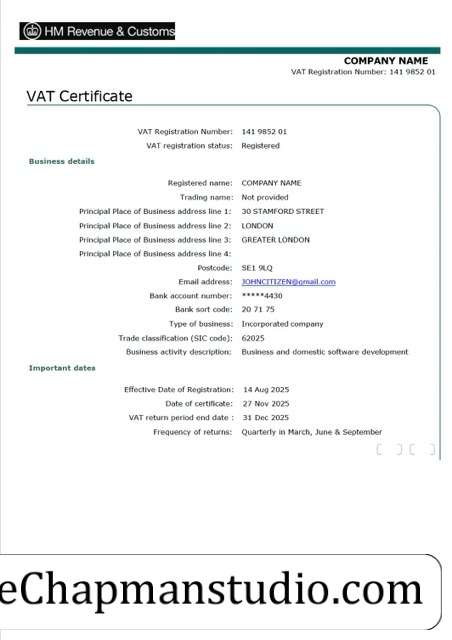 HM Revenue & Customs
COMPANY NAME
VAT Registration Number: 141 9852 01
VAT Certificate
VAT Registration Number: 141 9852 01
VAT registration status: Registered
Business details
Registered name: COMPANY NAME
Trading name: Not provided
Principal Place of Business address line 1: 30 STAMFORD STREET
Principal Place of Business address line 2: LONDON
Principal Place of Business address line 3: GREATER LONDON
Principal Place of Business address line 4:
Postcode: SE1 9LQ
Email address: JOHNCITIZEN@gmail.com
Bank account number: *****4430
Bank sort code: 20 71 75
Type of business: Incorporated company
Trade classification (SIC code): 62025
Business activity description: Business and domestic software development
Important dates
Effective Date of Registration: 14 Aug 2025
Date of certificate: 27 Nov 2025
VAT return period end date : 31 Dec 2025
Frequency of returns: Quarterly in March, June & September
eChapmanstudio.com